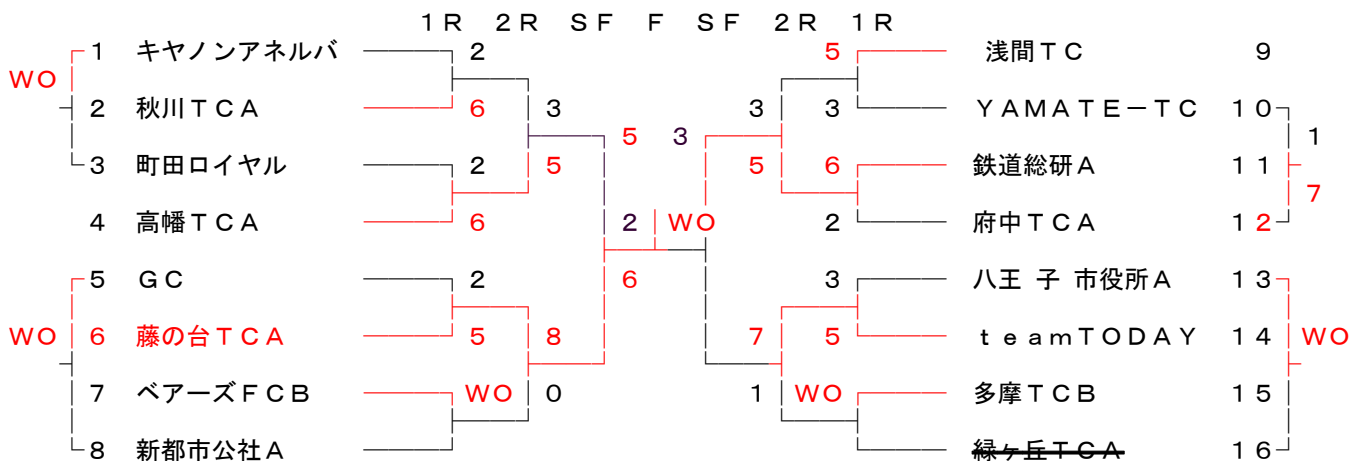 １Ｒ ２Ｒ ＳＦ Ｆ ＳＦ ２Ｒ １Ｒ
１ キヤノンアネルバ ２ ５ 浅間ＴＣ ９
ＷＯ
２ 秋川ＴＣＡ ６ ３ ３ ３ ＹＡＭＡＴＥ－ＴＣ １０
５ ３ １
３ 町田ロイヤル ２ ５ ５ ６ 鉄道総研Ａ １１
７
４ 高幡ＴＣＡ ６ ２ ＷＯ ２ 府中ＴＣＡ １２
５ ＧＣ ２ ６ ３ 八王 子 市役所Ａ １３
ＷＯ ６ 藤の台ＴＣＡ ５ ８ ７ ５ ｔｅａｍＴＯＤＡＹ １４ ＷＯ
７ ベアーズＦＣＢ ＷＯ ０ １ ＷＯ 多摩ＴＣＢ １５
８ 新都市公社Ａ 緑ヶ丘ＴＣＡ １６